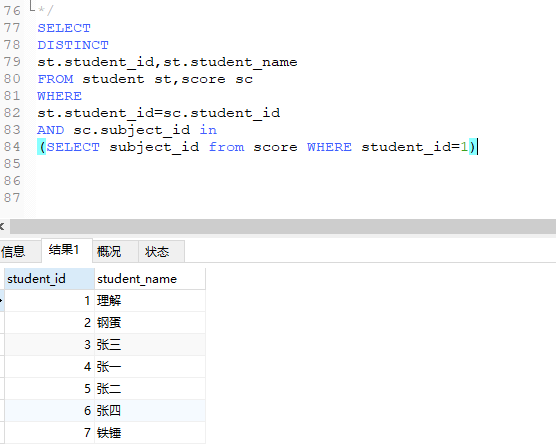 76 */
77 SELECT
78 DISTINCT
79 st.student_id,st.student_name
80 FROM student st,score sc
81 WHERE
82 st.student_id=sc.student_id
83 AND sc.subject_id in
84 (SELECT subject_id from score WHERE student_id=1)
85
86
87
信息 结果1 概况 状态
student_id student_name
1 理解
2 钢蛋
3 张三
4 张一
5 张二
6 张四
7 铁锤